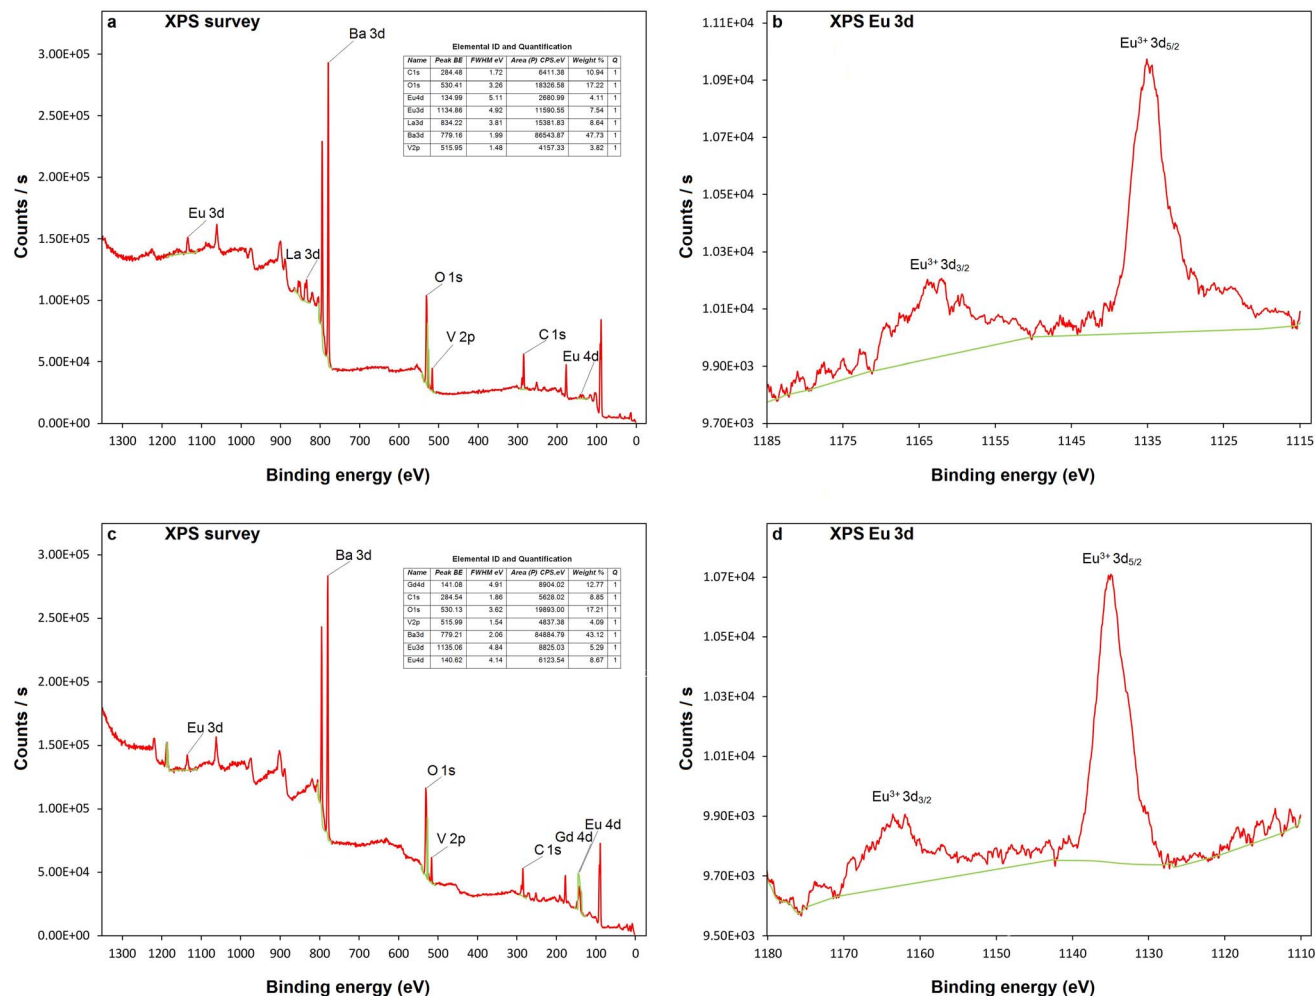 a XPS survey
Ba 3d
Elemental ID and Quantification
Name Peak BE FWHM eV Area (P) CPS.eV Weight % Q
C1s 284.48 1.72 6411.38 10.94 1
O1s 530.41 3.26 18326.58 17.22 1
Eu4d 134.99 5.11 2680.99 4.11 1
Eu3d 1134.86 4.92 11590.55 7.54 1
La3d 834.22 3.81 15381.83 8.64 1
Ba3d 779.16 1.99 86543.87 47.73 1
V2p 515.95 1.48 4157.33 3.82 1
3.00E+05
2.50E+05
2.00E+05
1.50E+05
1.00E+05
5.00E+04
0.00E+00
Counts / s
Eu 3d
La 3d
O 1s
V 2p
C 1s
Eu 4d
1300 1200 1100 1000 900 800 700 600 500 400 300 200 100 0
Binding energy (eV)
b XPS Eu 3d
Eu³⁺ 3d₅/₂
Eu³⁺ 3d₃/₂
1.11E+04
1.09E+04
1.07E+04
1.05E+04
1.03E+04
1.01E+04
9.90E+03
9.70E+03
Counts / s
1185 1175 1165 1155 1145 1135 1125 1115
Binding energy (eV)
c XPS survey
Ba 3d
Elemental ID and Quantification
Name Peak BE FWHM eV Area (P) CPS.eV Weight % Q
Gd4d 141.08 4.91 8904.02 12.77 1
C1s 284.54 1.86 5628.02 8.85 1
O1s 530.13 3.62 19893.00 17.21 1
V2p 515.99 1.54 4837.38 4.09 1
Ba3d 779.21 2.06 84884.79 43.12 1
Eu3d 1135.06 4.84 8825.03 5.29 1
Eu4d 140.62 4.14 6123.54 8.67 1
3.00E+05
2.50E+05
2.00E+05
1.50E+05
1.00E+05
5.00E+04
0.00E+00
Counts / s
Eu 3d
O 1s
V 2p
C 1s
Gd 4d
Eu 4d
1300 1200 1100 1000 900 800 700 600 500 400 300 200 100 0
Binding energy (eV)
d XPS Eu 3d
Eu³⁺ 3d₅/₂
Eu³⁺ 3d₃/₂
1.07E+04
1.05E+04
1.03E+04
1.01E+04
9.90E+03
9.70E+03
9.50E+03
Counts / s
1180 1170 1160 1150 1140 1130 1120 1110
Binding energy (eV)